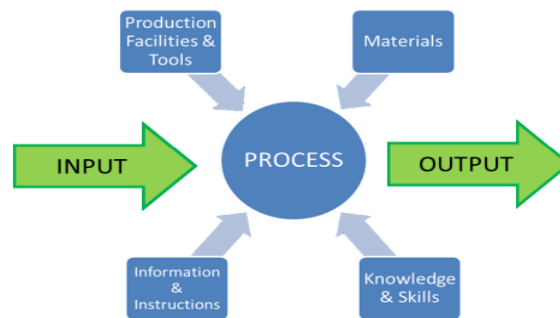 Production
Facilities &
Tools
Materials
INPUT
PROCESS
OUTPUT
Information
&
Instructions
Knowledge
& Skills